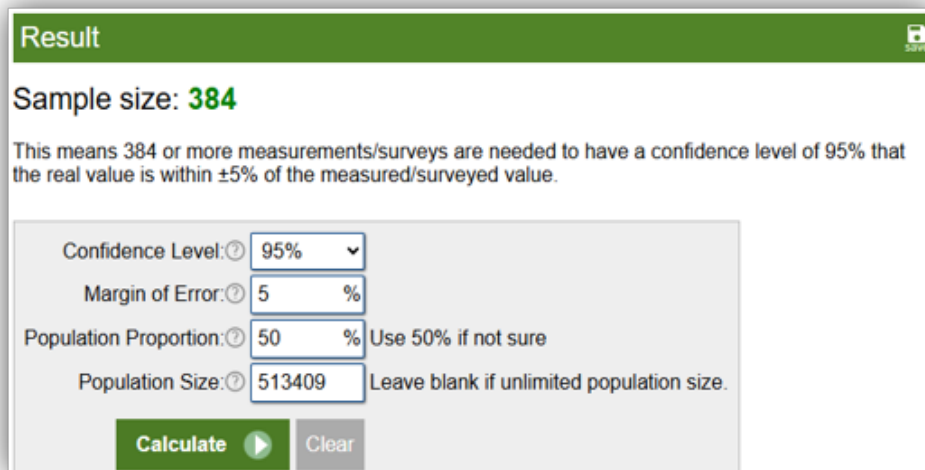 Result
save
Sample size: 384
This means 384 or more measurements/surveys are needed to have a confidence level of 95% that
the real value is within ±5% of the measured/surveyed value.
Confidence Level: ? 95%
Margin of Error: ? 5 %
Population Proportion: ? 50 % Use 50% if not sure
Population Size: ? 513409 Leave blank if unlimited population size.
Calculate Clear